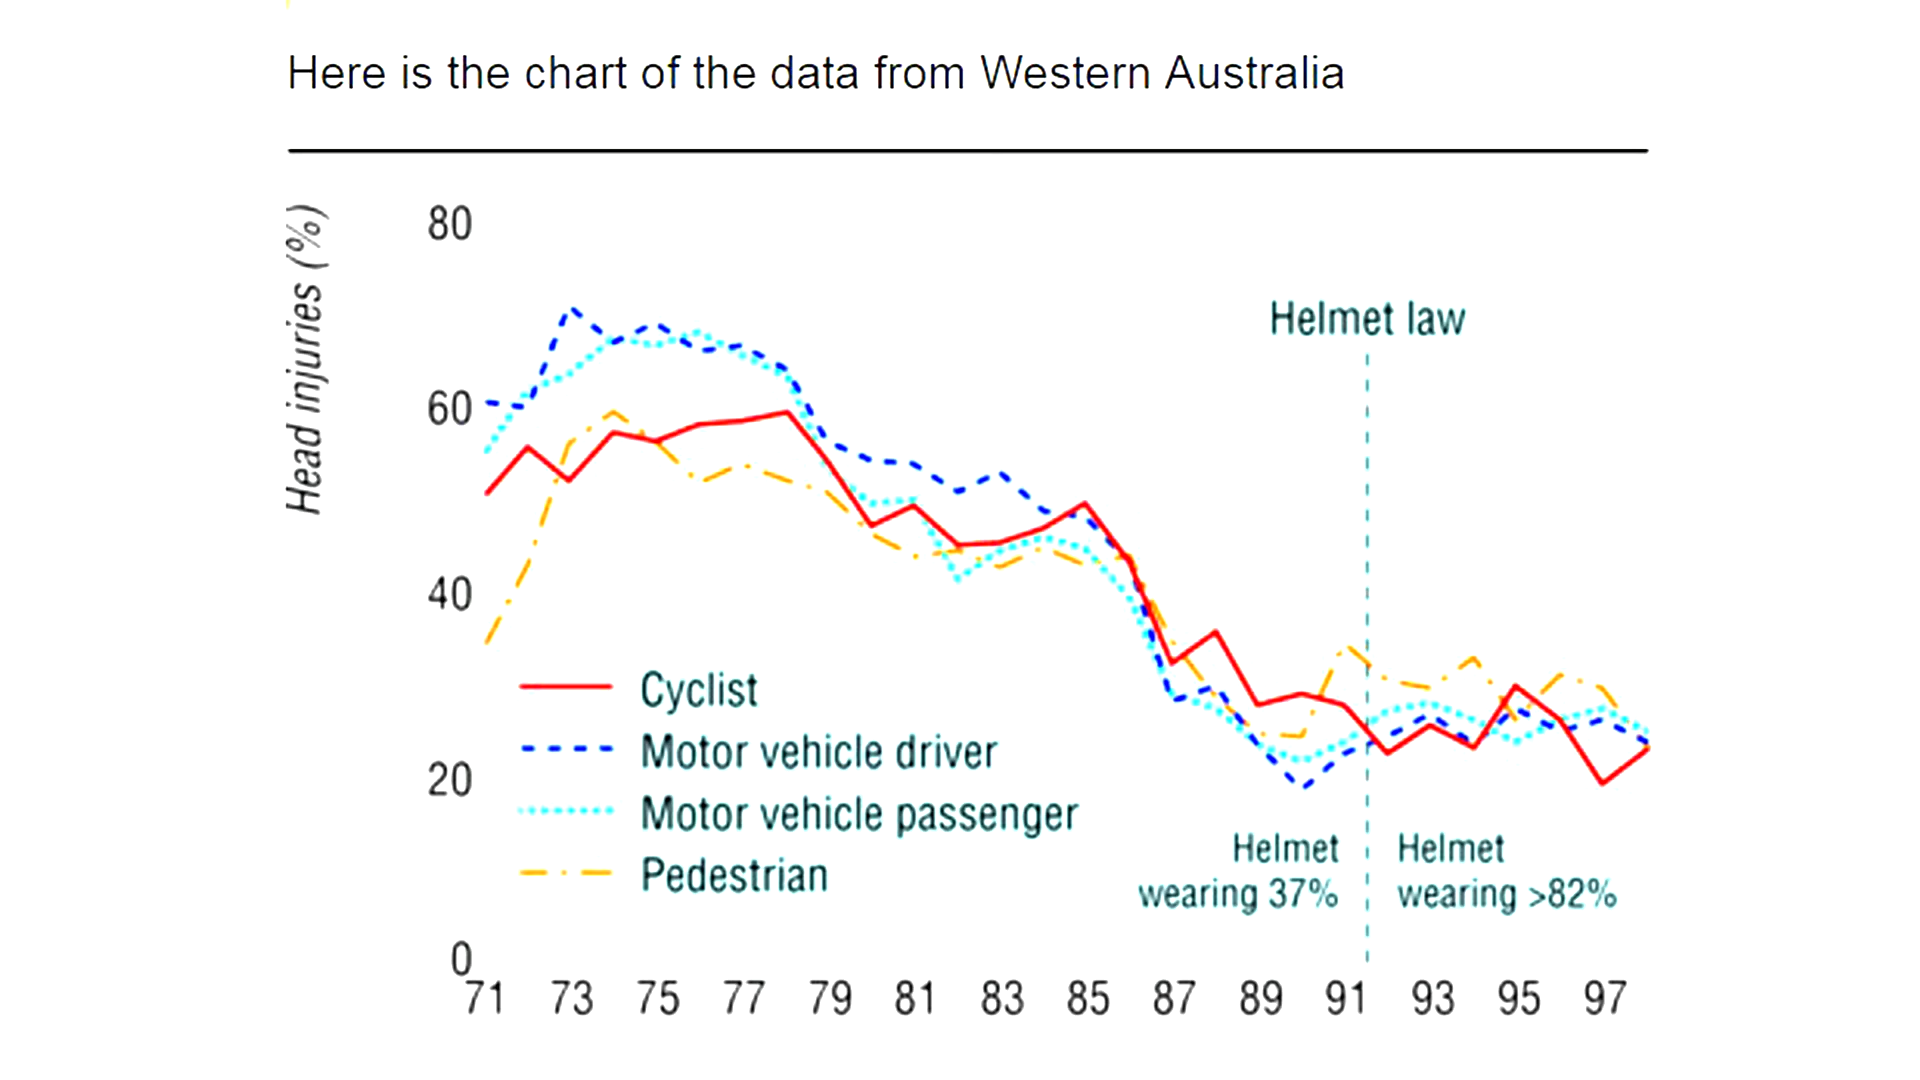 Here is the chart of the data from Western Australia
Head injuries (%)
80
60
40
20
0
Helmet law
Cyclist
Motor vehicle driver
Motor vehicle passenger
Pedestrian
Helmet
wearing 37%
Helmet
wearing >82%
71 73 75 77 79 81 83 85 87 89 91 93 95 97